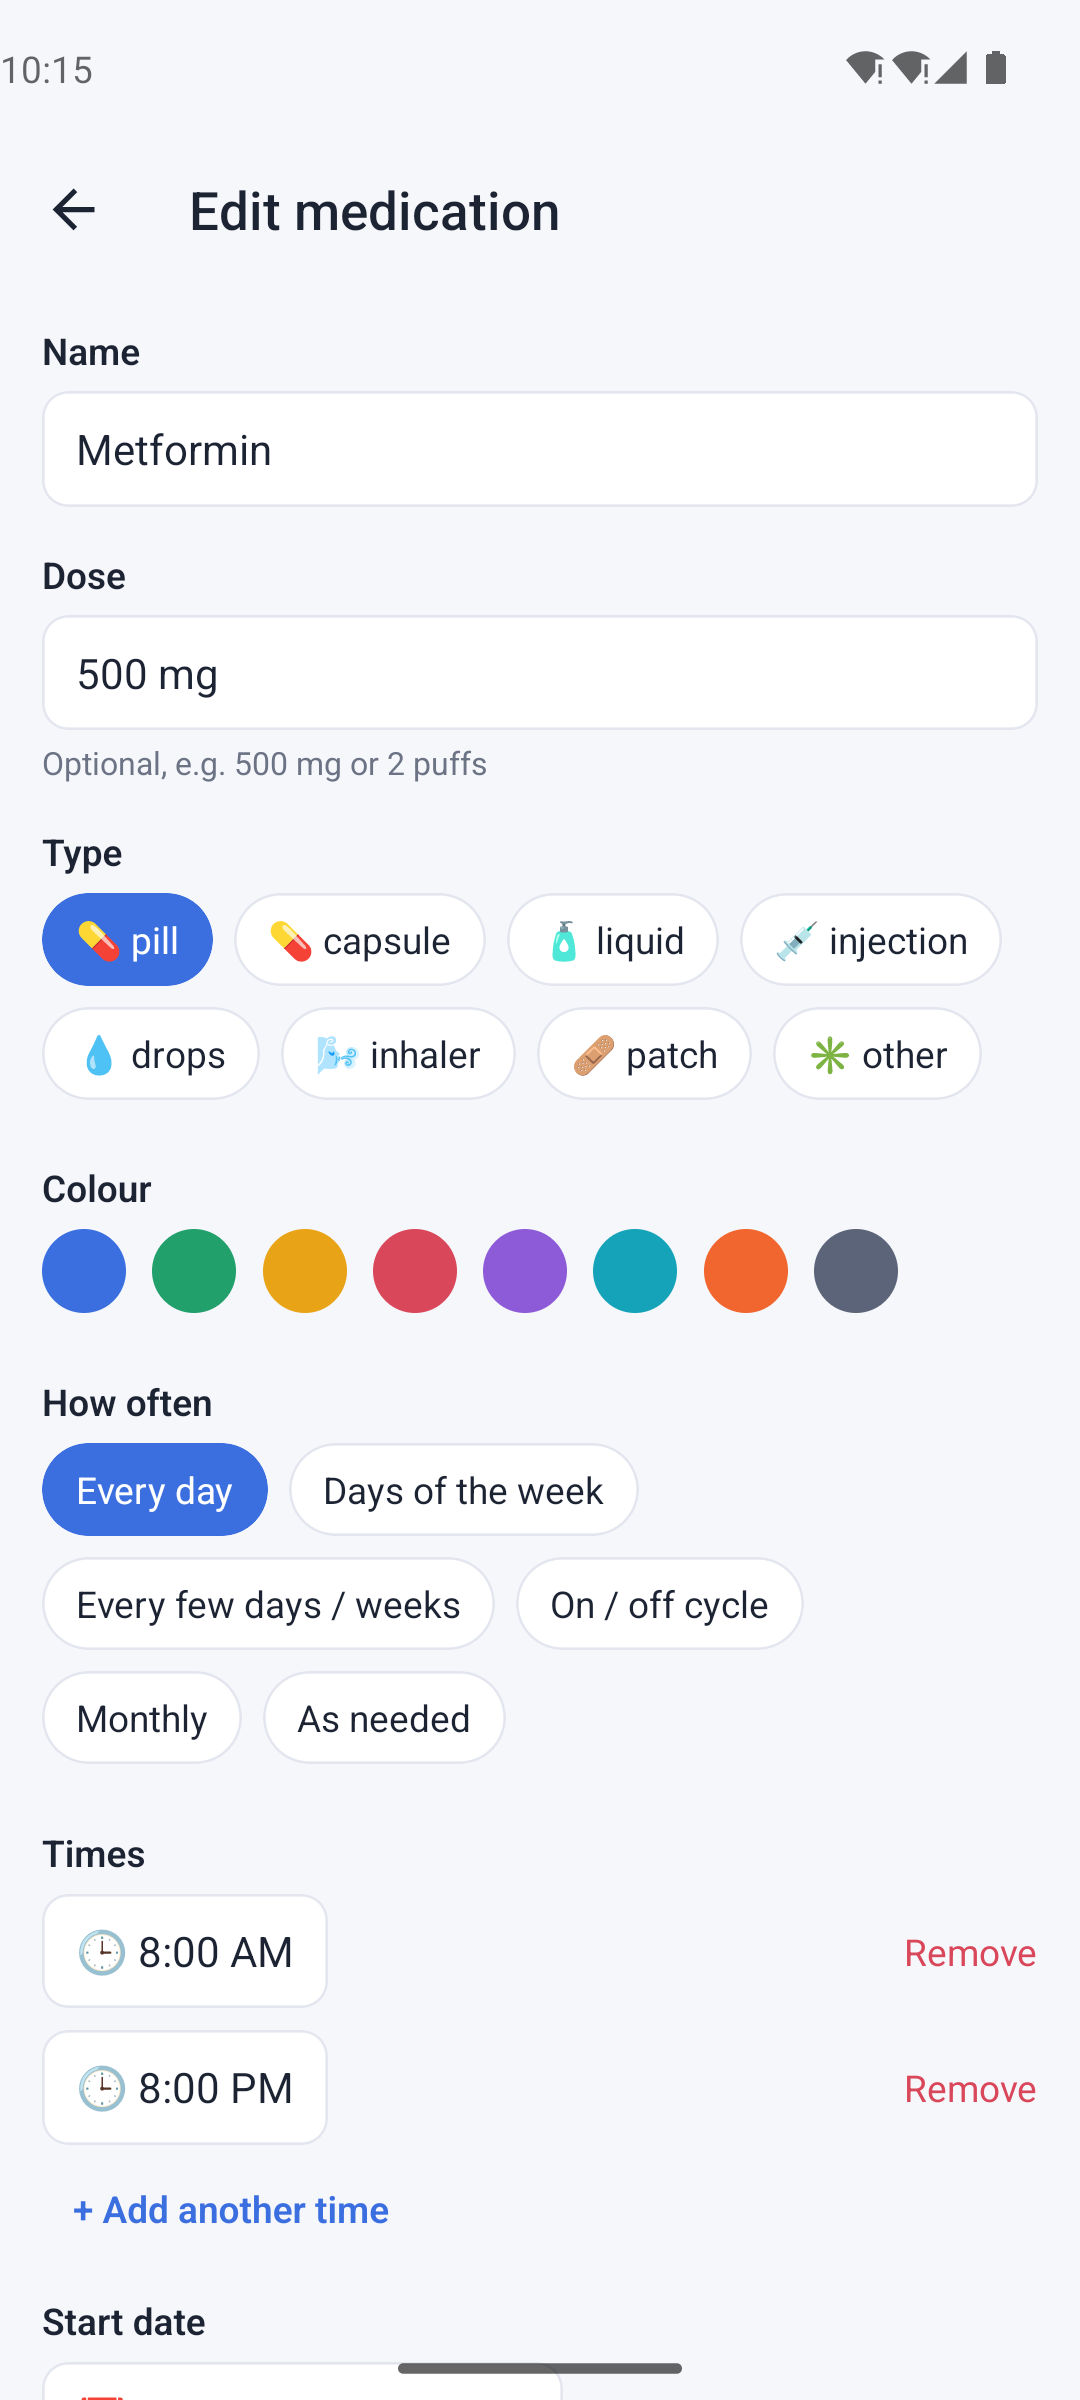 10:15
Edit medication
Name
Metformin
Dose
500 mg
Optional, e.g. 500 mg or 2 puffs
Type
pill
capsule
liquid
injection
drops
inhaler
patch
other
Colour
How often
Every day
Days of the week
Every few days / weeks
On / off cycle
Monthly
As needed
Times
8:00 AM
Remove
8:00 PM
Remove
+ Add another time
Start date